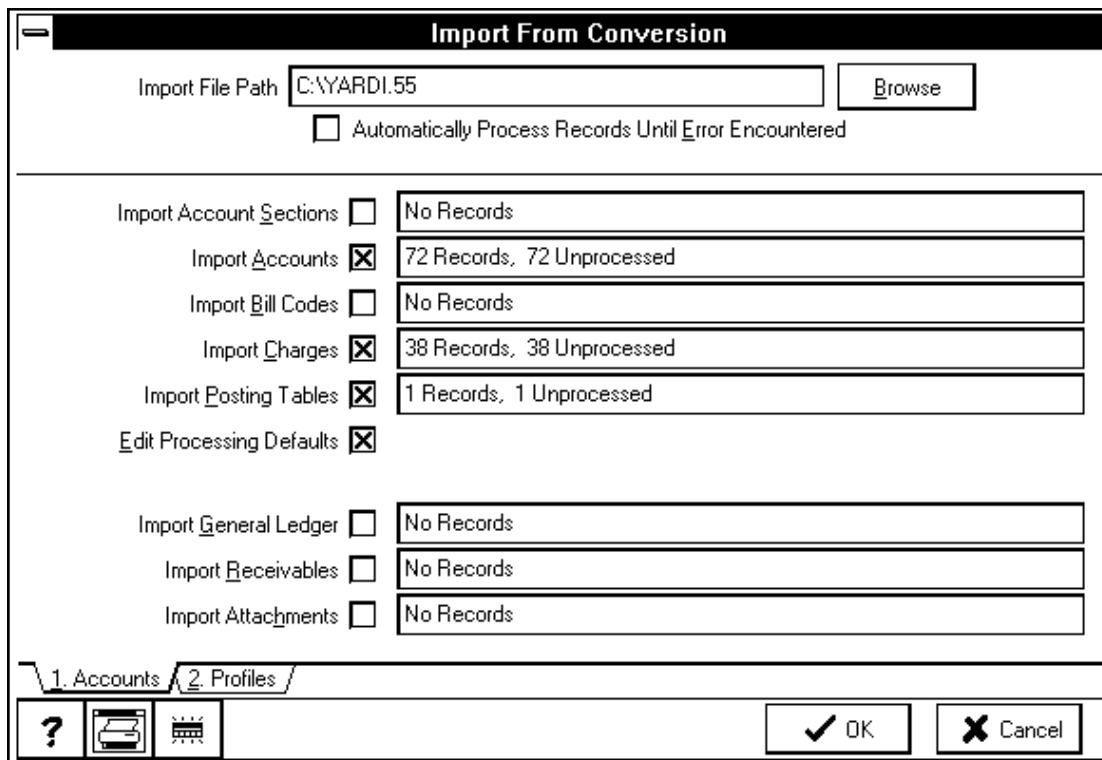 Import From Conversion
Import File Path C:\YARDI.55 Browse
Automatically Process Records Until Error Encountered
Import Account Sections No Records
Import Accounts 72 Records, 72 Unprocessed
Import Bill Codes No Records
Import Charges 38 Records, 38 Unprocessed
Import Posting Tables 1 Records, 1 Unprocessed
Edit Processing Defaults
Import General Ledger No Records
Import Receivables No Records
Import Attachments No Records
1. Accounts 2. Profiles
? OK Cancel